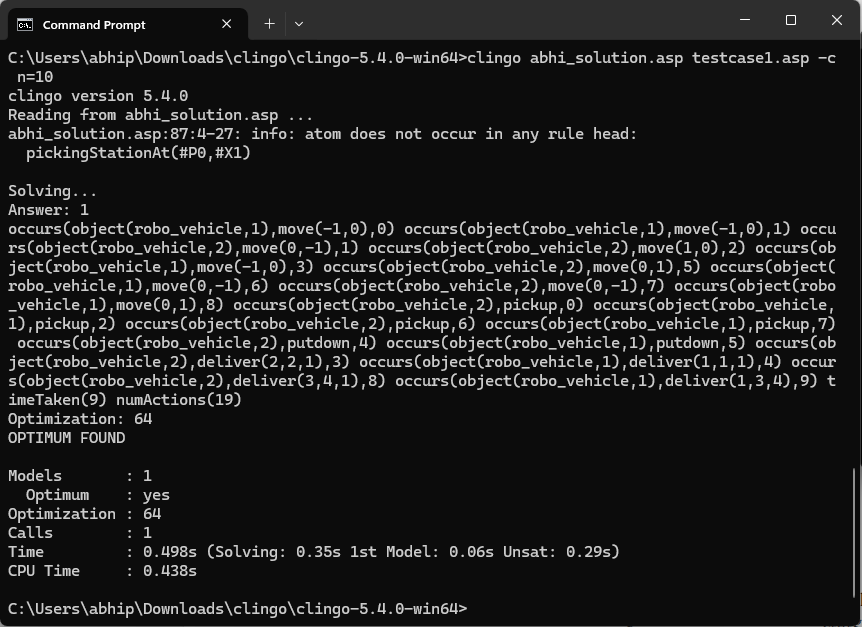 Command Prompt
C:\Users\abhip\Downloads\clingo\clingo-5.4.0-win64>clingo abhi_solution.asp testcase1.asp -c
 n=10
clingo version 5.4.0
Reading from abhi_solution.asp ...
abhi_solution.asp:87:4-27: info: atom does not occur in any rule head:
  pickingStationAt(#P0,#X1)

Solving...
Answer: 1
occurs(object(robo_vehicle,1),move(-1,0),0) occurs(object(robo_vehicle,1),move(-1,0),1) occu
rs(object(robo_vehicle,2),move(0,-1),1) occurs(object(robo_vehicle,2),move(1,0),2) occurs(ob
ject(robo_vehicle,1),move(-1,0),3) occurs(object(robo_vehicle,2),move(0,1),5) occurs(object(
robo_vehicle,1),move(0,-1),6) occurs(object(robo_vehicle,2),move(0,-1),7) occurs(object(robo
_vehicle,1),move(0,1),8) occurs(object(robo_vehicle,2),pickup,0) occurs(object(robo_vehicle,
1),pickup,2) occurs(object(robo_vehicle,2),pickup,6) occurs(object(robo_vehicle,1),pickup,7)
 occurs(object(robo_vehicle,2),putdown,4) occurs(object(robo_vehicle,1),putdown,5) occurs(ob
ject(robo_vehicle,2),deliver(2,2,1),3) occurs(object(robo_vehicle,1),deliver(1,1,1),4) occur
s(object(robo_vehicle,2),deliver(3,4,1),8) occurs(object(robo_vehicle,1),deliver(1,3,4),9) t
imeTaken(9) numActions(19)
Optimization: 64
OPTIMUM FOUND

Models       : 1
  Optimum    : yes
Optimization : 64
Calls        : 1
Time         : 0.498s (Solving: 0.35s 1st Model: 0.06s Unsat: 0.29s)
CPU Time     : 0.438s

C:\Users\abhip\Downloads\clingo\clingo-5.4.0-win64>